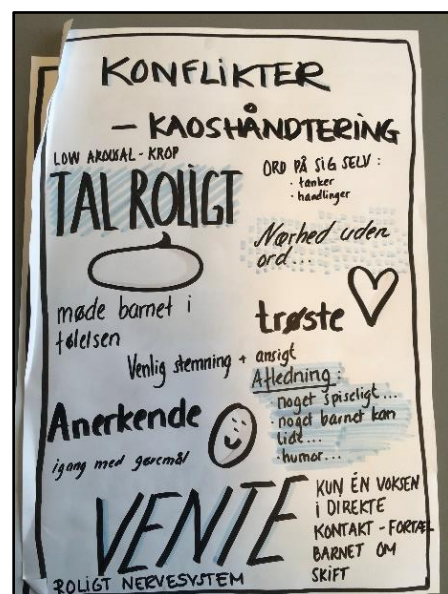 KONFLIKTER
— KAOSHÅNDTERING
LOW AROUSAL - KROP
TAL ROLIGT
ORD PÅ SIG SELV :
· tanker
· handlinger
Nærhed uden
ord...
møde barnet i
følelsen
trøste
Venlig stemning + ansigt
Afledning :
· noget spiseligt...
· noget barnet kan
lide...
· humor...
Anerkende
igang med gøremål
VENTE
KUN ÉN VOKSEN
I DIREKTE
KONTAKT - FORTÆL
BARNET OM
SKIFT
ROLIGT NERVESYSTEM